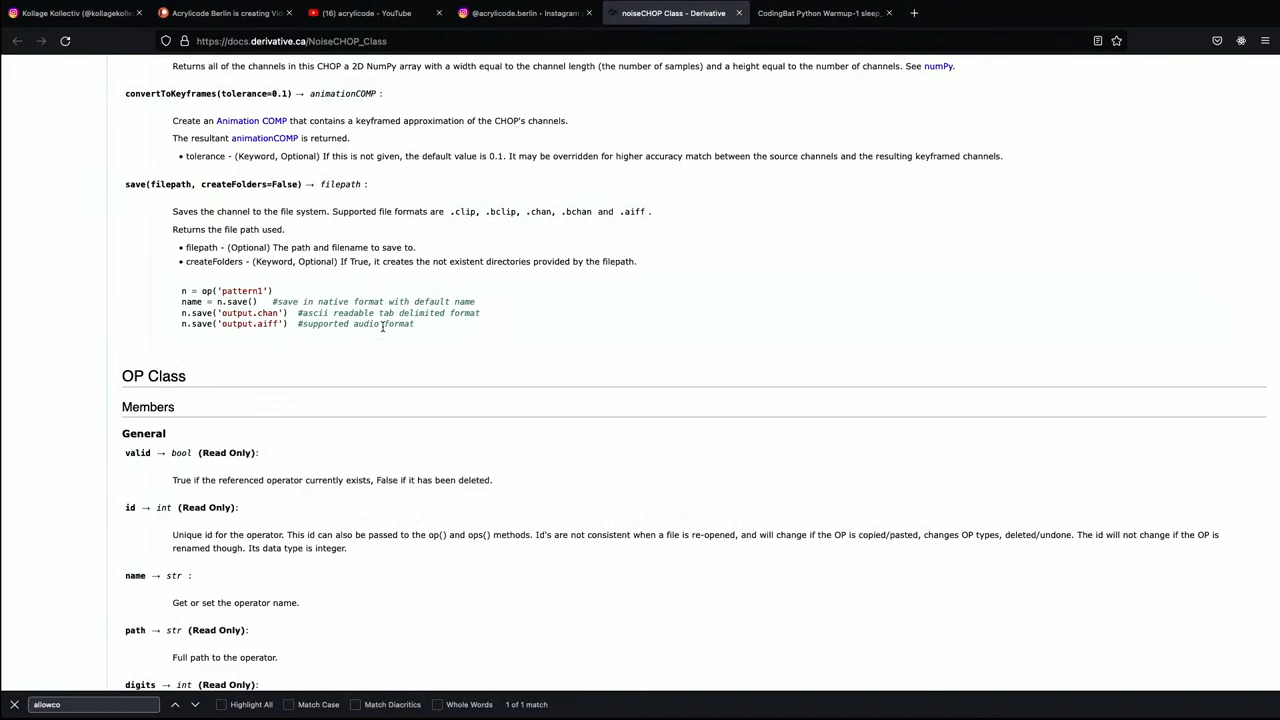 Kollage Kollectiv (@kollagekolle
Acrylicode Berlin is creating Vid
(16) acrylicode - YouTube
@acrylicode.berlin • Instagram p
noiseCHOP Class - Derivative
CodingBat Python Warmup-1 sleep_
https://docs.derivative.ca/NoiseCHOP_Class
Returns all of the channels in this CHOP a 2D NumPy array with a width equal to the channel length (the number of samples) and a height equal to the number of channels. See numPy.
convertToKeyframes(tolerance=0.1) → animationCOMP :
Create an Animation COMP that contains a keyframed approximation of the CHOP's channels.
The resultant animationCOMP is returned.
• tolerance - (Keyword, Optional) If this is not given, the default value is 0.1. It may be overridden for higher accuracy match between the source channels and the resulting keyframed channels.
save(filepath, createFolders=False) → filepath :
Saves the channel to the file system. Supported file formats are .clip, .bclip, .chan, .bchan and .aiff.
Returns the file path used.
• filepath - (Optional) The path and filename to save to.
• createFolders - (Keyword, Optional) If True, it creates the not existent directories provided by the filepath.
n = op('pattern1')
name = n.save() #save in native format with default name
n.save('output.chan') #ascii readable tab delimited format
n.save('output.aiff') #supported audio format
OP Class
Members
General
valid → bool (Read Only):
True if the referenced operator currently exists, False if it has been deleted.
id → int (Read Only):
Unique id for the operator. This id can also be passed to the op() and ops() methods. Id's are not consistent when a file is re-opened, and will change if the OP is copied/pasted, changes OP types, deleted/undone. The id will not change if the OP is
renamed though. Its data type is integer.
name → str :
Get or set the operator name.
path → str (Read Only):
Full path to the operator.
digits → int (Read Only):
allowco
Highlight All
Match Case
Match Diacritics
Whole Words
1 of 1 match